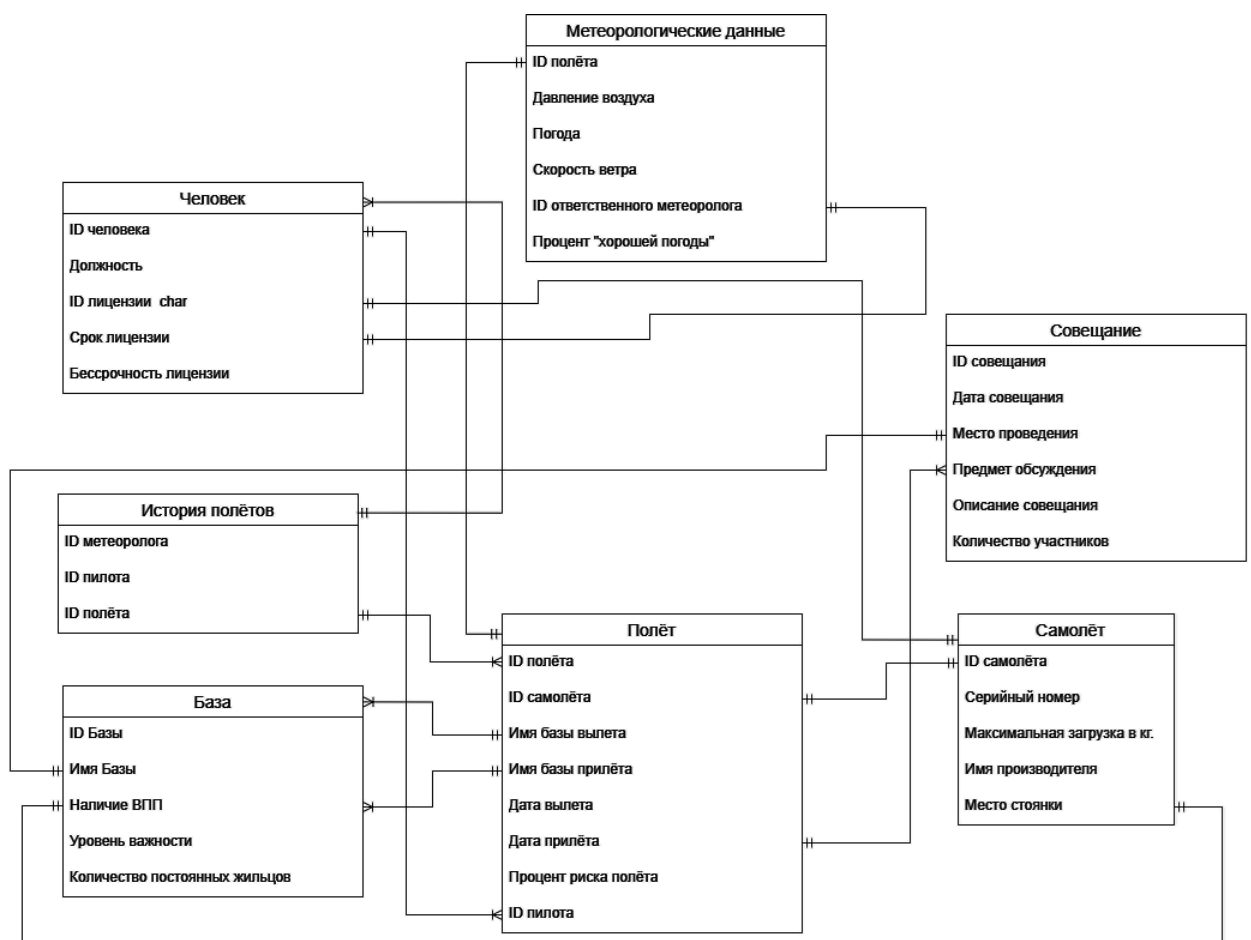 Метеорологические данные
ID полёта
Давление воздуха
Погода
Скорость ветра
ID ответственного метеоролога
Процент "хорошей погоды"
Человек
ID человека
Должность
ID лицензии char
Срок лицензии
Бессрочность лицензии
Совещание
ID совещания
Дата совещания
Место проведения
Предмет обсуждения
Описание совещания
Количество участников
История полётов
ID метеоролога
ID пилота
ID полёта
Полёт
ID полёта
ID самолёта
Имя базы вылета
Имя базы прилёта
Дата вылета
Дата прилёта
Процент риска полёта
ID пилота
Самолёт
ID самолёта
Серийный номер
Максимальная загрузка в кг.
Имя производителя
Место стоянки
База
ID Базы
Имя Базы
Наличие ВПП
Уровень важности
Количество постоянных жильцов